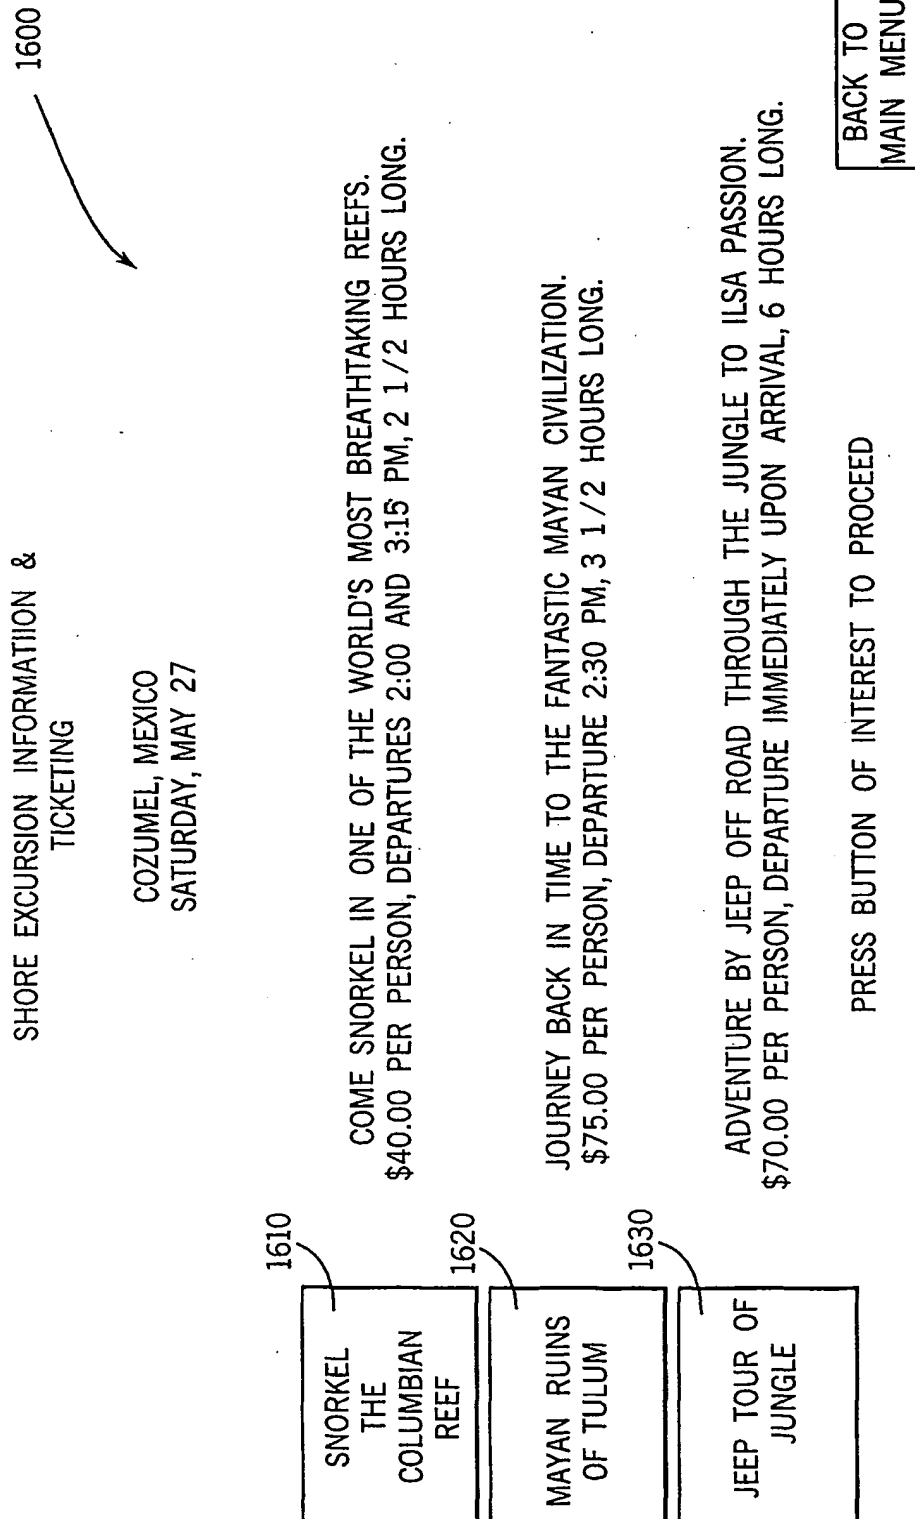 1600
SHORE EXCURSION INFORMATIION &
TICKETING
COZUMEL, MEXICO
SATURDAY, MAY 27
1610
SNORKEL
THE
COLUMBIAN
REEF
COME SNORKEL IN ONE OF THE WORLD'S MOST BREATHTAKING REEFS.
$40.00 PER PERSON, DEPARTURES 2:00 AND 3:15 PM, 2 1/2 HOURS LONG.
1620
MAYAN RUINS
OF TULUM
JOURNEY BACK IN TIME TO THE FANTASTIC MAYAN CIVILIZATION.
$75.00 PER PERSON, DEPARTURE 2:30 PM, 3 1/2 HOURS LONG.
1630
JEEP TOUR OF
JUNGLE
ADVENTURE BY JEEP OFF ROAD THROUGH THE JUNGLE TO ILSA PASSION.
$70.00 PER PERSON, DEPARTURE IMMEDIATELY UPON ARRIVAL, 6 HOURS LONG.
PRESS BUTTON OF INTEREST TO PROCEED
BACK TO
MAIN MENU